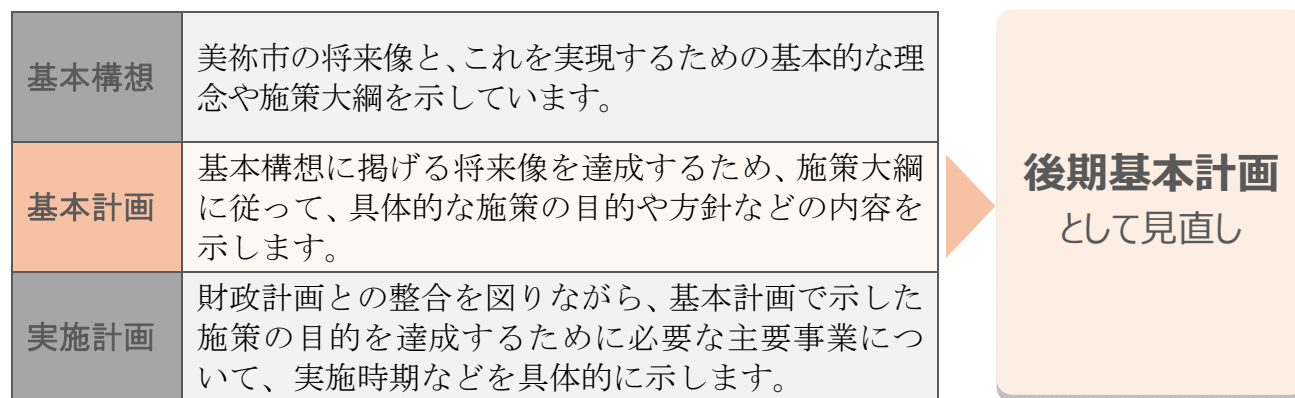 基本構想
美祢市の将来像と、これを実現するための基本的な理
念や施策大綱を示しています。
基本計画
基本構想に掲げる将来像を達成するため、施策大綱
に従って、具体的な施策の目的や方針などの内容を
示します。
実施計画
財政計画との整合を図りながら、基本計画で示した
施策の目的を達成するために必要な主要事業につ
いて、実施時期などを具体的に示します。
後期基本計画
として見直し